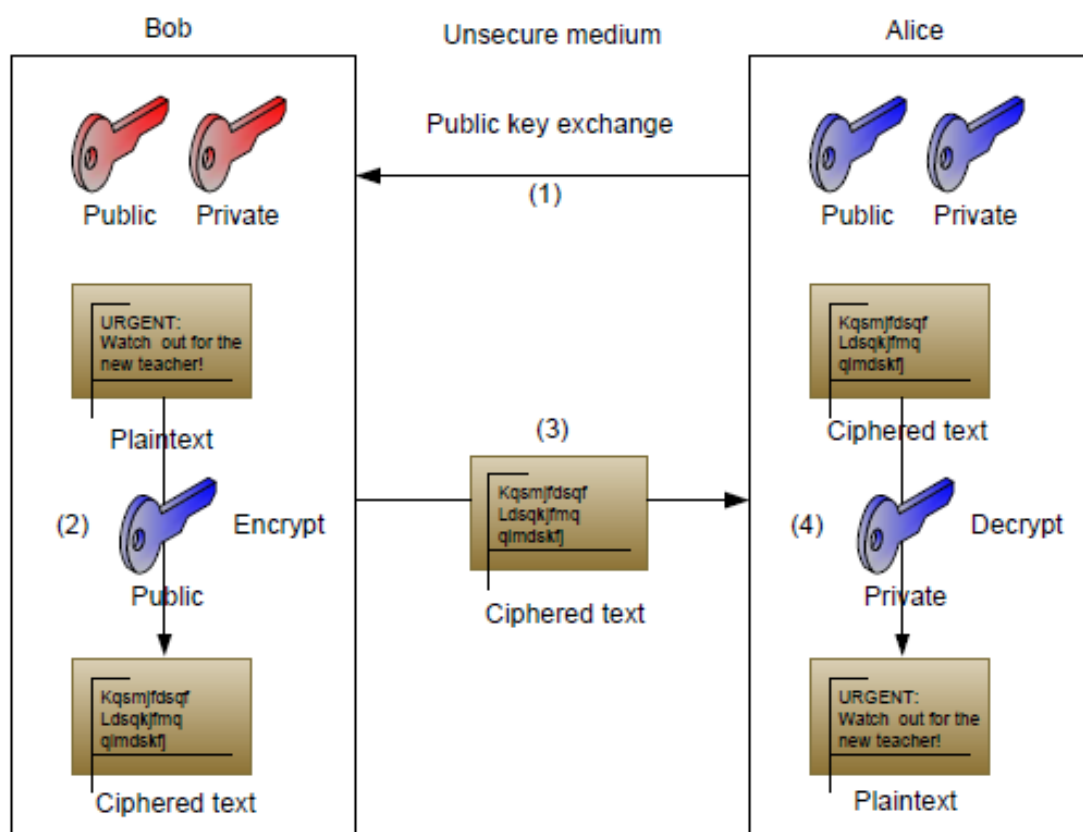 Bob
Unsecure medium
Alice
Public key exchange
(1)
Public
Private
Public
Private
URGENT:
Watch out for the
new teacher!
Plaintext
Kqsmjfdsqf
Ldsqkjfmq
qlmdskfj
Ciphered text
(2)
Encrypt
Public
(3)
Kqsmjfdsqf
Ldsqkjfmq
qlmdskfj
Ciphered text
(4)
Decrypt
Private
Kqsmjfdsqf
Ldsqkjfmq
qlmdskfj
Ciphered text
URGENT:
Watch out for the
new teacher!
Plaintext